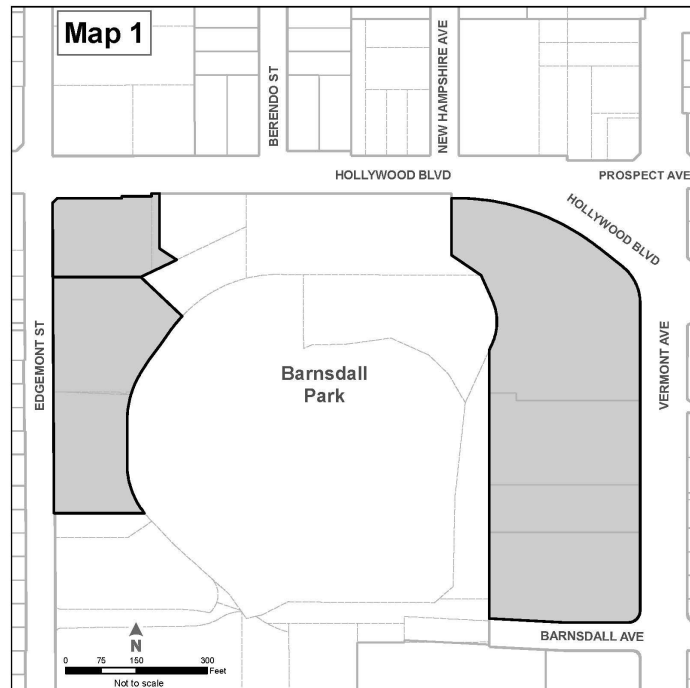 Map 1
BERENDO ST
NEW HAMPSHIRE AVE
HOLLYWOOD BLVD
PROSPECT AVE
HOLLYWOOD BLVD
EDGEMONT ST
VERMONT AVE
Barnsdall
Park
BARNSDALL AVE
N
0 75 150 300
Feet
Not to scale